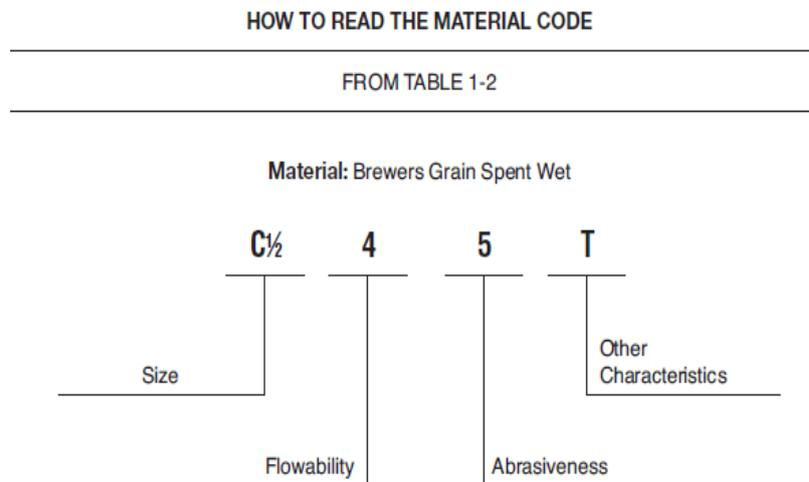 HOW TO READ THE MATERIAL CODE
FROM TABLE 1-2
Material: Brewers Grain Spent Wet
C½ 4 5 T
Other
Characteristics
Size
Flowability
Abrasiveness